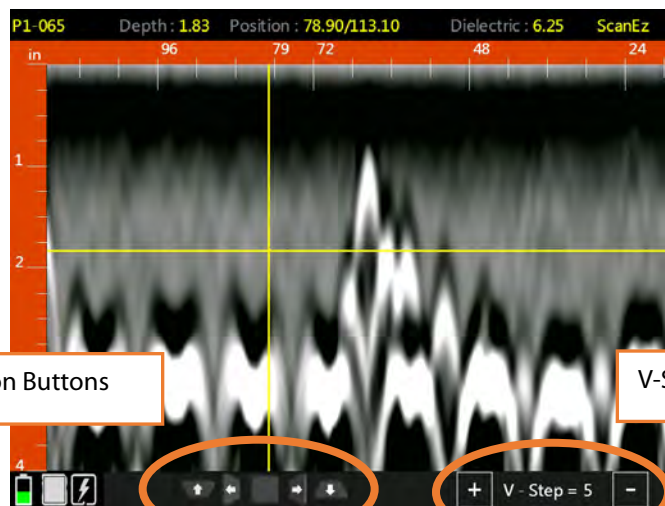 P1-065 Depth : 1.83 Position : 78.90/113.10 Dielectric : 6.25 ScanEz
in 96 79 72 48 24
1
2
on Buttons
V-S
4
+ V - Step = 5 -